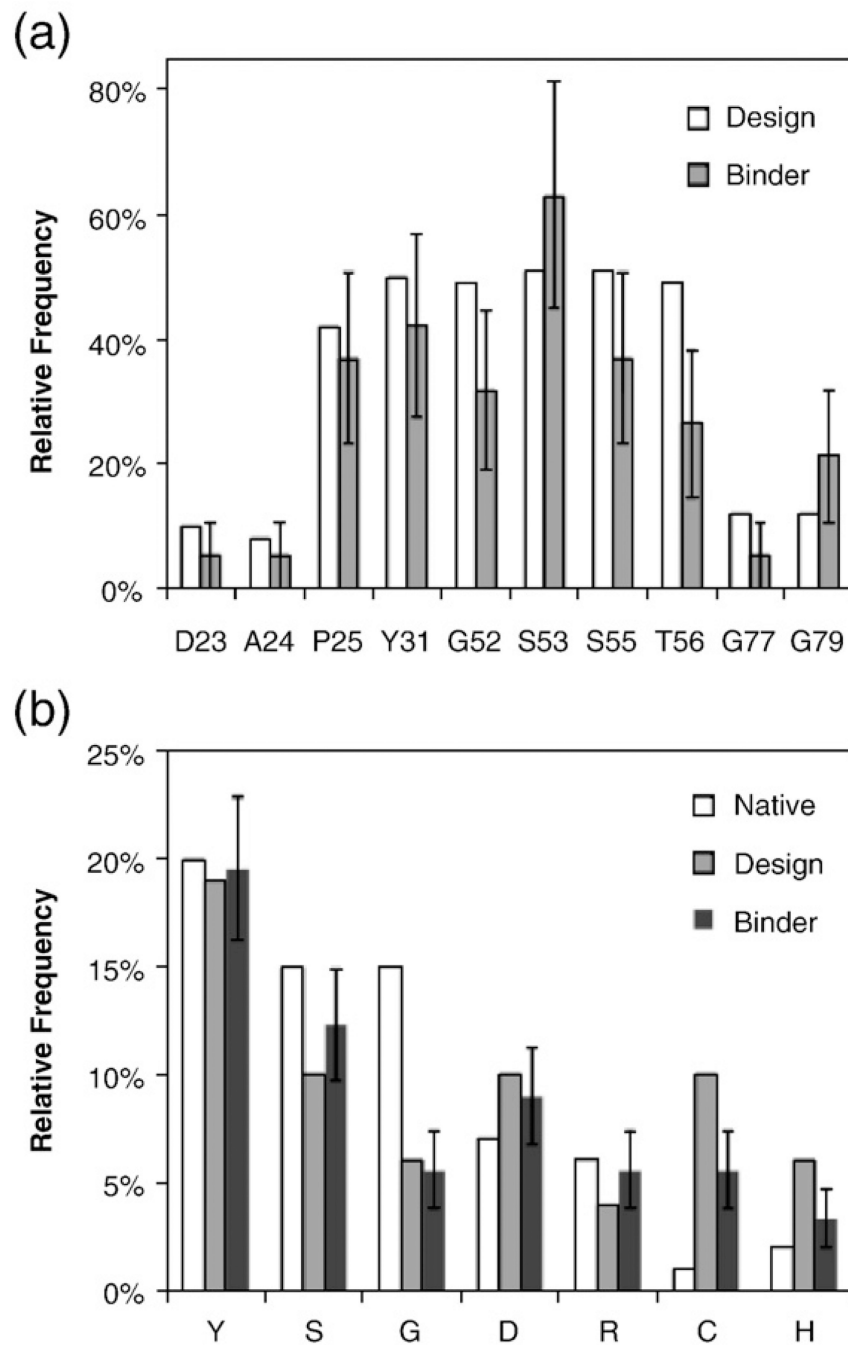 (a)
80%
60%
40%
20%
0%
Relative Frequency
Design
Binder
D23 A24 P25 Y31 G52 S53 S55 T56 G77 G79
(b)
25%
20%
15%
10%
5%
0%
Relative Frequency
Native
Design
Binder
Y S G D R C H